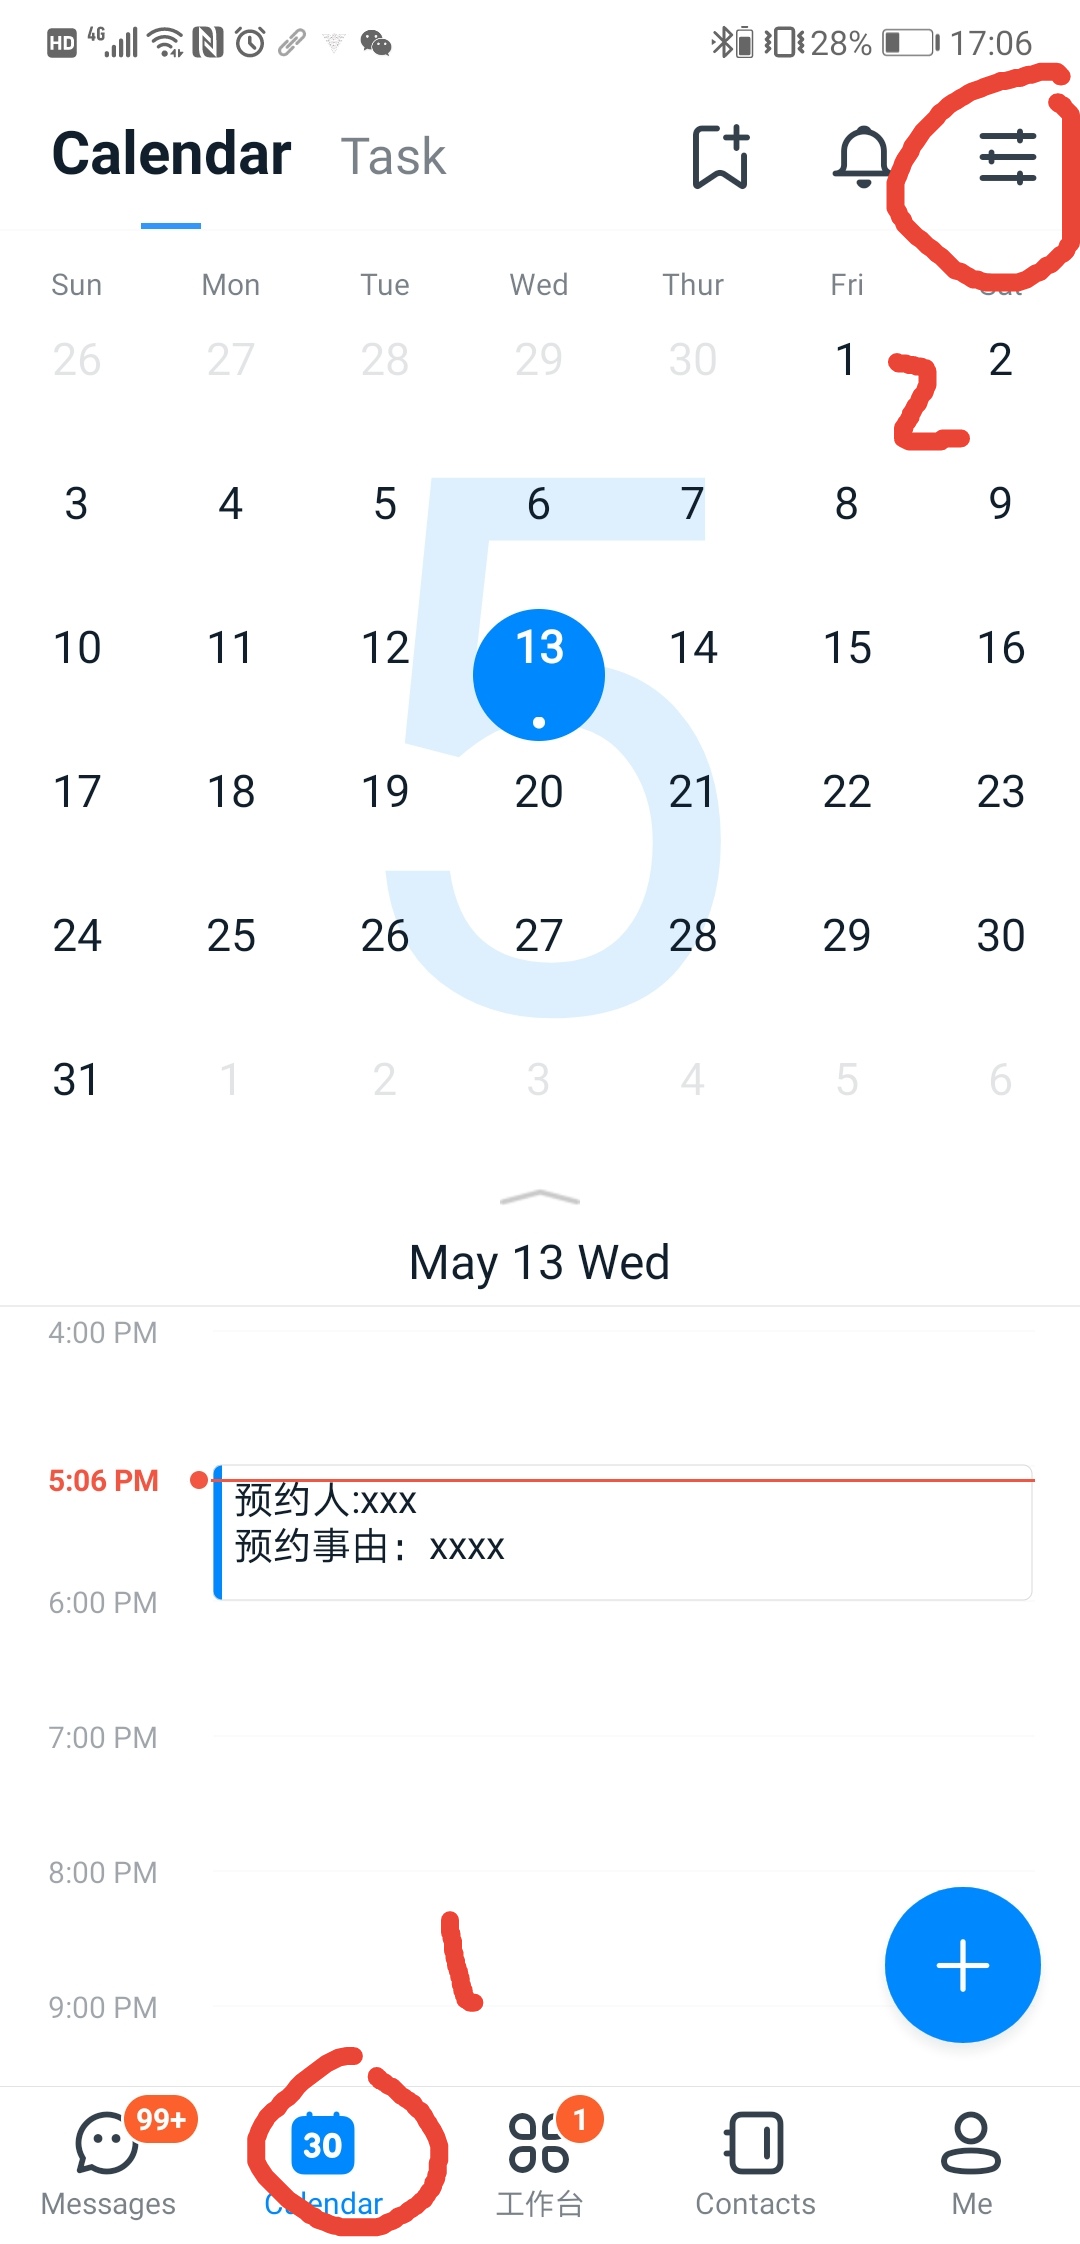 HD 4G 28% 17:06
Calendar Task
Sun Mon Tue Wed Thur Fri Sat
26 27 28 29 30 1 2
2
3 4 5 6 7 8 9
5
10 11 12 13 14 15 16
17 18 19 20 21 22 23
24 25 26 27 28 29 30
31 1 2 3 4 5 6
May 13 Wed
4:00 PM
5:06 PM
预约人:xxx
预约事由：xxxx
6:00 PM
7:00 PM
8:00 PM
1
9:00 PM
99+ 30 1
Messages Calendar 工作台 Contacts Me